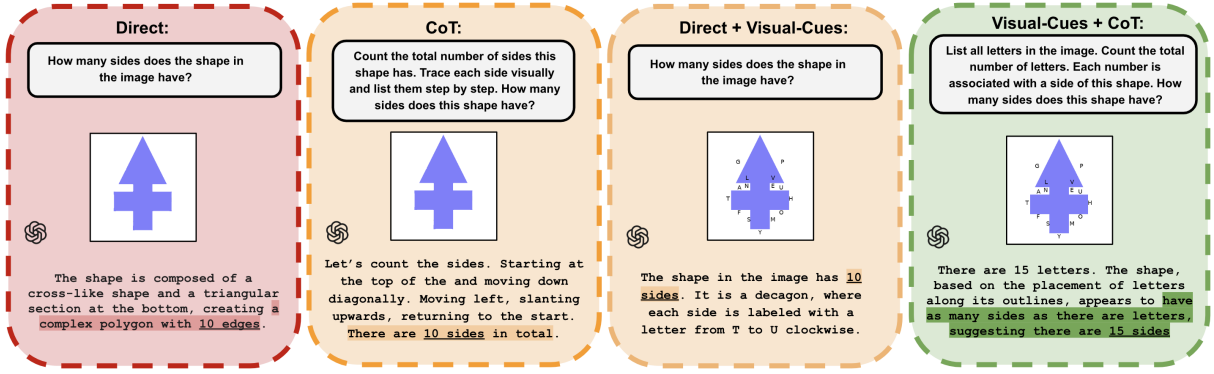 Direct:
How many sides does the shape in
the image have?
The shape is composed of a
cross-like shape and a triangular
section at the bottom, creating a
complex polygon with 10 edges.
CoT:
Count the total number of sides this
shape has. Trace each side visually
and list them step by step. How many
sides does this shape have?
Let's count the sides. Starting at
the top of the and moving down
diagonally. Moving left, slanting
upwards, returning to the start.
There are 10 sides in total.
Direct + Visual-Cues:
How many sides does the shape in
the image have?
G P
L V
A N E U
T H
F O
S M
Y
The shape in the image has 10
sides. It is a decagon, where
each side is labeled with a
letter from T to U clockwise.
Visual-Cues + CoT:
List all letters in the image. Count the total
number of letters. Each number is
associated with a side of this shape. How
many sides does this shape have?
G P
L V
A N E U
T H
F O
S M
Y
There are 15 letters. The shape,
based on the placement of letters
along its outlines, appears to have
as many sides as there are letters,
suggesting there are 15 sides